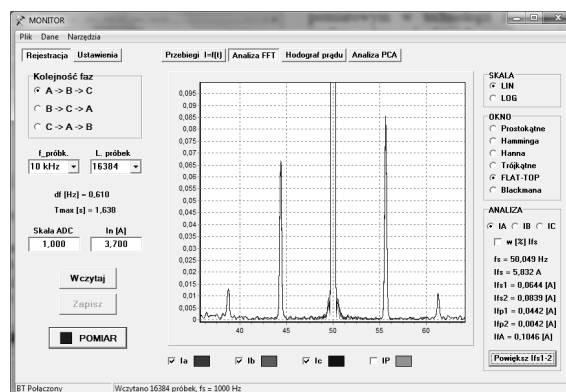 MONITOR
Plik Dane Narzędzia
Rejestracja Ustawienia
Przebiegi I=f(t) Analiza FFT Hodograf prądu Analiza PCA
Kolejność faz
A -> B -> C
B -> C -> A
C -> A -> B
f_próbk. L. próbek
10 kHz 16384
df [Hz] = 0,610
Tmax [s] = 1,638
Skala ADC In [A]
1,000 3,700
Wczytaj
Zapisz
POMIAR
0,095
0,09
0,085
0,08
0,075
0,07
0,065
0,06
0,055
0,05
0,045
0,04
0,035
0,03
0,025
0,02
0,015
0,01
0,005
0
40 45 50 55 60
Ia Ib Ic IP
SKALA
LIN
LOG
OKNO
Prostokątne
Hamminga
Hanna
Trójkątne
FLAT-TOP
Blackmana
ANALIZA
IA IB IC
w [%] Ifs
fs = 50,049 Hz
Ifs = 5,832 A
Ifs1 = 0,0644 [A]
Ifs2 = 0,0839 [A]
Ifp1 = 0,0442 [A]
Ifp2 = 0,0042 [A]
IfA = 0,1046 [A]
Powiększ Ifs1-2
BT Połączony Wczytano 16384 próbek, fs = 1000 Hz